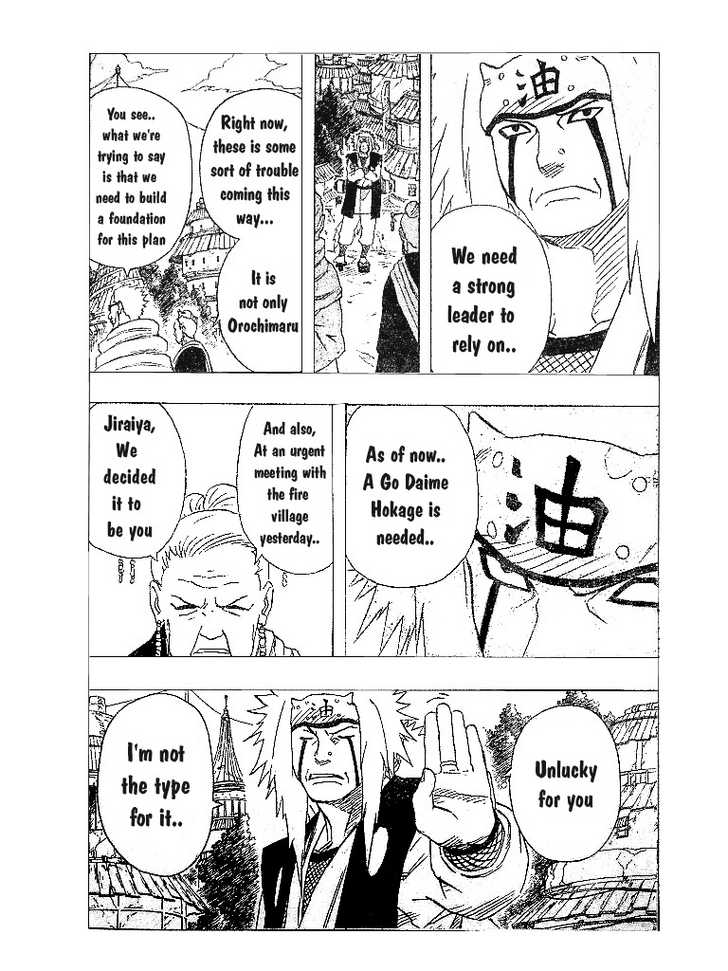 We need
a strong
leader to
rely on..
油
Right now,
these is some
sort of trouble
coming this
way...
It is
not only
Orochimaru
You see..
what we're
trying to say
is that we
need to build
a foundation
for this plan
As of now..
A Go Daime
Hokage is
needed..
油
And also,
At an urgent
meeting with
the fire
village
yesterday..
Jiraiya,
We
decided
it to
be you
Unlucky
for you
油
I'm not
the type
for it..